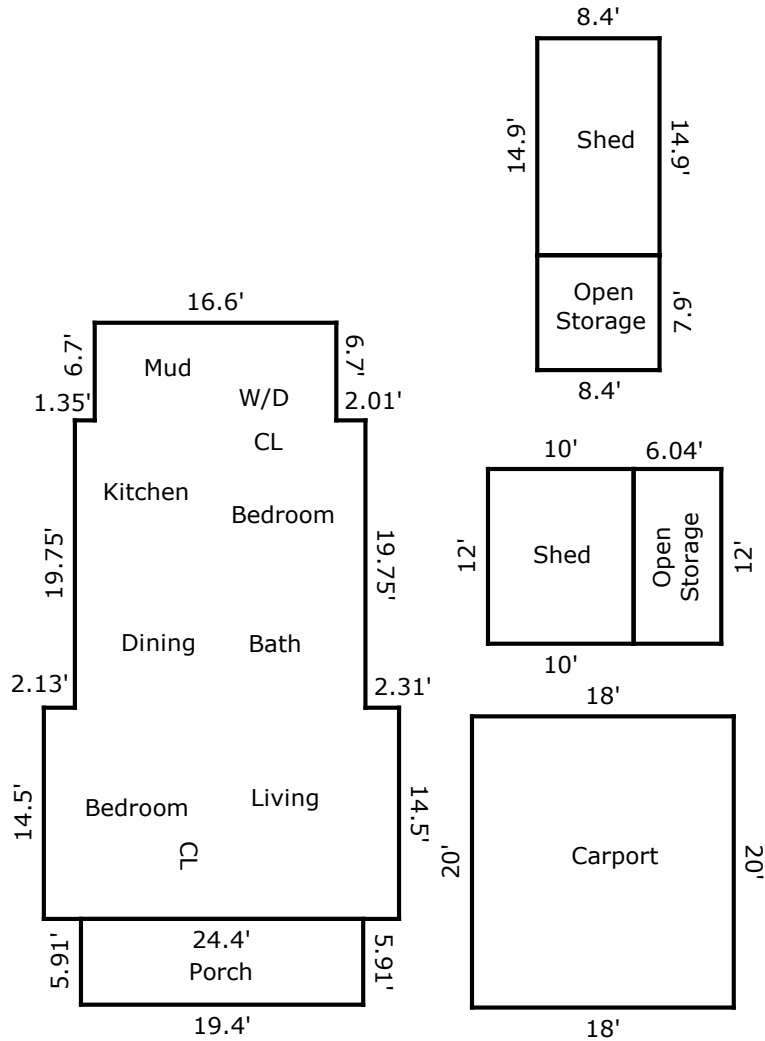 8.4'
14.9'
Shed
14.9'
Open
Storage
7.9'
8.4'
16.6'
6.7'
Mud
6.7'
1.35'
W/D
2.01'
CL
Kitchen
Bedroom
19.75'
19.75'
Dining
Bath
2.13'
2.31'
14.5'
Bedroom
Living
14.5'
CL
5.91'
24.4'
Porch
5.91'
19.4'
10'
6.04'
12'
Shed
Open
Storage
12'
10'
18'
20'
Carport
20'
18'